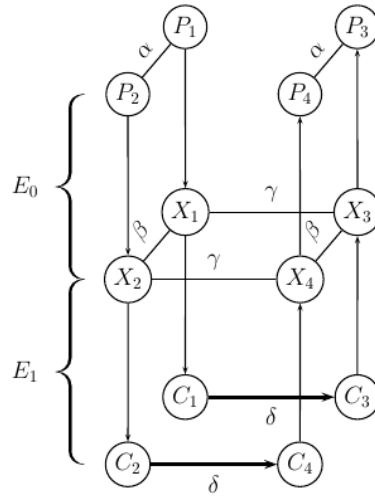 P₁ P₃
α α
P₂ P₄
E₀
γ
X₁ X₃
β β
γ
X₂ X₄
E₁
C₁ C₃
δ
C₂ C₄
δ